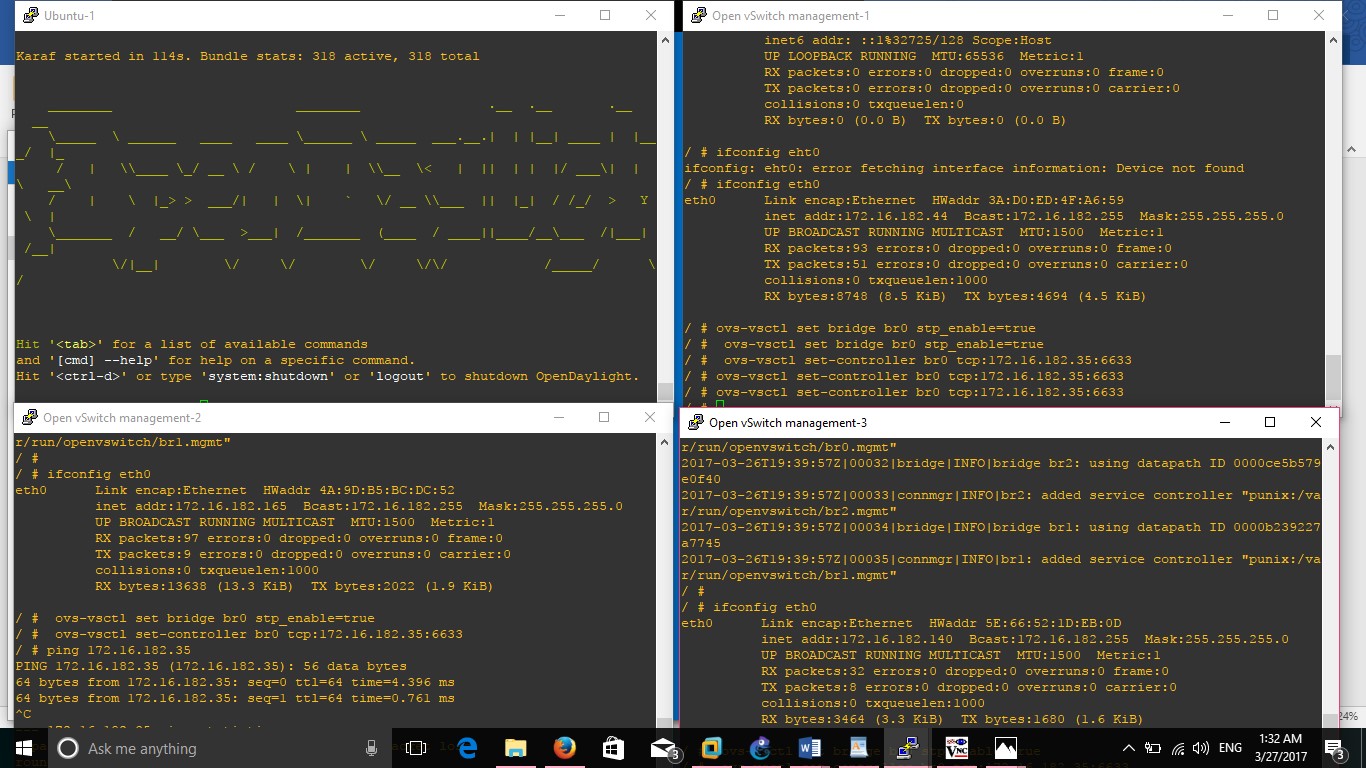 Ubuntu-1
Karaf started in 114s. Bundle stats: 318 active, 318 total
Hit '<tab>' for a list of available commands
and '[cmd] --help' for help on a specific command.
Hit '<ctrl-d>' or type 'system:shutdown' or 'logout' to shutdown OpenDaylight.
Open vSwitch management-1
inet6 addr: ::1%32725/128 Scope:Host
UP LOOPBACK RUNNING  MTU:65536  Metric:1
RX packets:0 errors:0 dropped:0 overruns:0 frame:0
TX packets:0 errors:0 dropped:0 overruns:0 carrier:0
collisions:0 txqueuelen:0
RX bytes:0 (0.0 B)  TX bytes:0 (0.0 B)
/ # ifconfig eht0
ifconfig: eht0: error fetching interface information: Device not found
/ # ifconfig eth0
eth0      Link encap:Ethernet  HWaddr 3A:D0:ED:4F:A6:59
inet addr:172.16.182.44  Bcast:172.16.182.255  Mask:255.255.255.0
UP BROADCAST RUNNING MULTICAST  MTU:1500  Metric:1
RX packets:93 errors:0 dropped:0 overruns:0 frame:0
TX packets:51 errors:0 dropped:0 overruns:0 carrier:0
collisions:0 txqueuelen:1000
RX bytes:8748 (8.5 KiB)  TX bytes:4694 (4.5 KiB)
/ # ovs-vsctl set bridge br0 stp_enable=true
/ #  ovs-vsctl set bridge br0 stp_enable=true
/ #  ovs-vsctl set-controller br0 tcp:172.16.182.35:6633
/ # ovs-vsctl set-controller br0 tcp:172.16.182.35:6633
/ # ovs-vsctl set-controller br0 tcp:172.16.182.35:6633
/ #
Open vSwitch management-2
r/run/openvswitch/br1.mgmt"
/ #
/ # ifconfig eth0
eth0      Link encap:Ethernet  HWaddr 4A:9D:B5:BC:DC:52
inet addr:172.16.182.165  Bcast:172.16.182.255  Mask:255.255.255.0
UP BROADCAST RUNNING MULTICAST  MTU:1500  Metric:1
RX packets:97 errors:0 dropped:0 overruns:0 frame:0
TX packets:9 errors:0 dropped:0 overruns:0 carrier:0
collisions:0 txqueuelen:1000
RX bytes:13638 (13.3 KiB)  TX bytes:2022 (1.9 KiB)
/ #  ovs-vsctl set bridge br0 stp_enable=true
/ #  ovs-vsctl set-controller br0 tcp:172.16.182.35:6633
/ # ping 172.16.182.35
PING 172.16.182.35 (172.16.182.35): 56 data bytes
64 bytes from 172.16.182.35: seq=0 ttl=64 time=4.396 ms
64 bytes from 172.16.182.35: seq=1 ttl=64 time=0.761 ms
^C
Open vSwitch management-3
r/run/openvswitch/br0.mgmt"
2017-03-26T19:39:57Z|00032|bridge|INFO|bridge br2: using datapath ID 0000ce5b579
e0f40
2017-03-26T19:39:57Z|00033|connmgr|INFO|br2: added service controller "punix:/va
r/run/openvswitch/br2.mgmt"
2017-03-26T19:39:57Z|00034|bridge|INFO|bridge br1: using datapath ID 0000b239227
a7745
2017-03-26T19:39:57Z|00035|connmgr|INFO|br1: added service controller "punix:/va
r/run/openvswitch/br1.mgmt"
/ #
/ # ifconfig eth0
eth0      Link encap:Ethernet  HWaddr 5E:66:52:1D:EB:0D
inet addr:172.16.182.140  Bcast:172.16.182.255  Mask:255.255.255.0
UP BROADCAST RUNNING MULTICAST  MTU:1500  Metric:1
RX packets:32 errors:0 dropped:0 overruns:0 frame:0
TX packets:8 errors:0 dropped:0 overruns:0 carrier:0
collisions:0 txqueuelen:1000
RX bytes:3464 (3.3 KiB)  TX bytes:1680 (1.6 KiB)
24%
Ask me anything
3
ENG
1:32 AM
3/27/2017
3